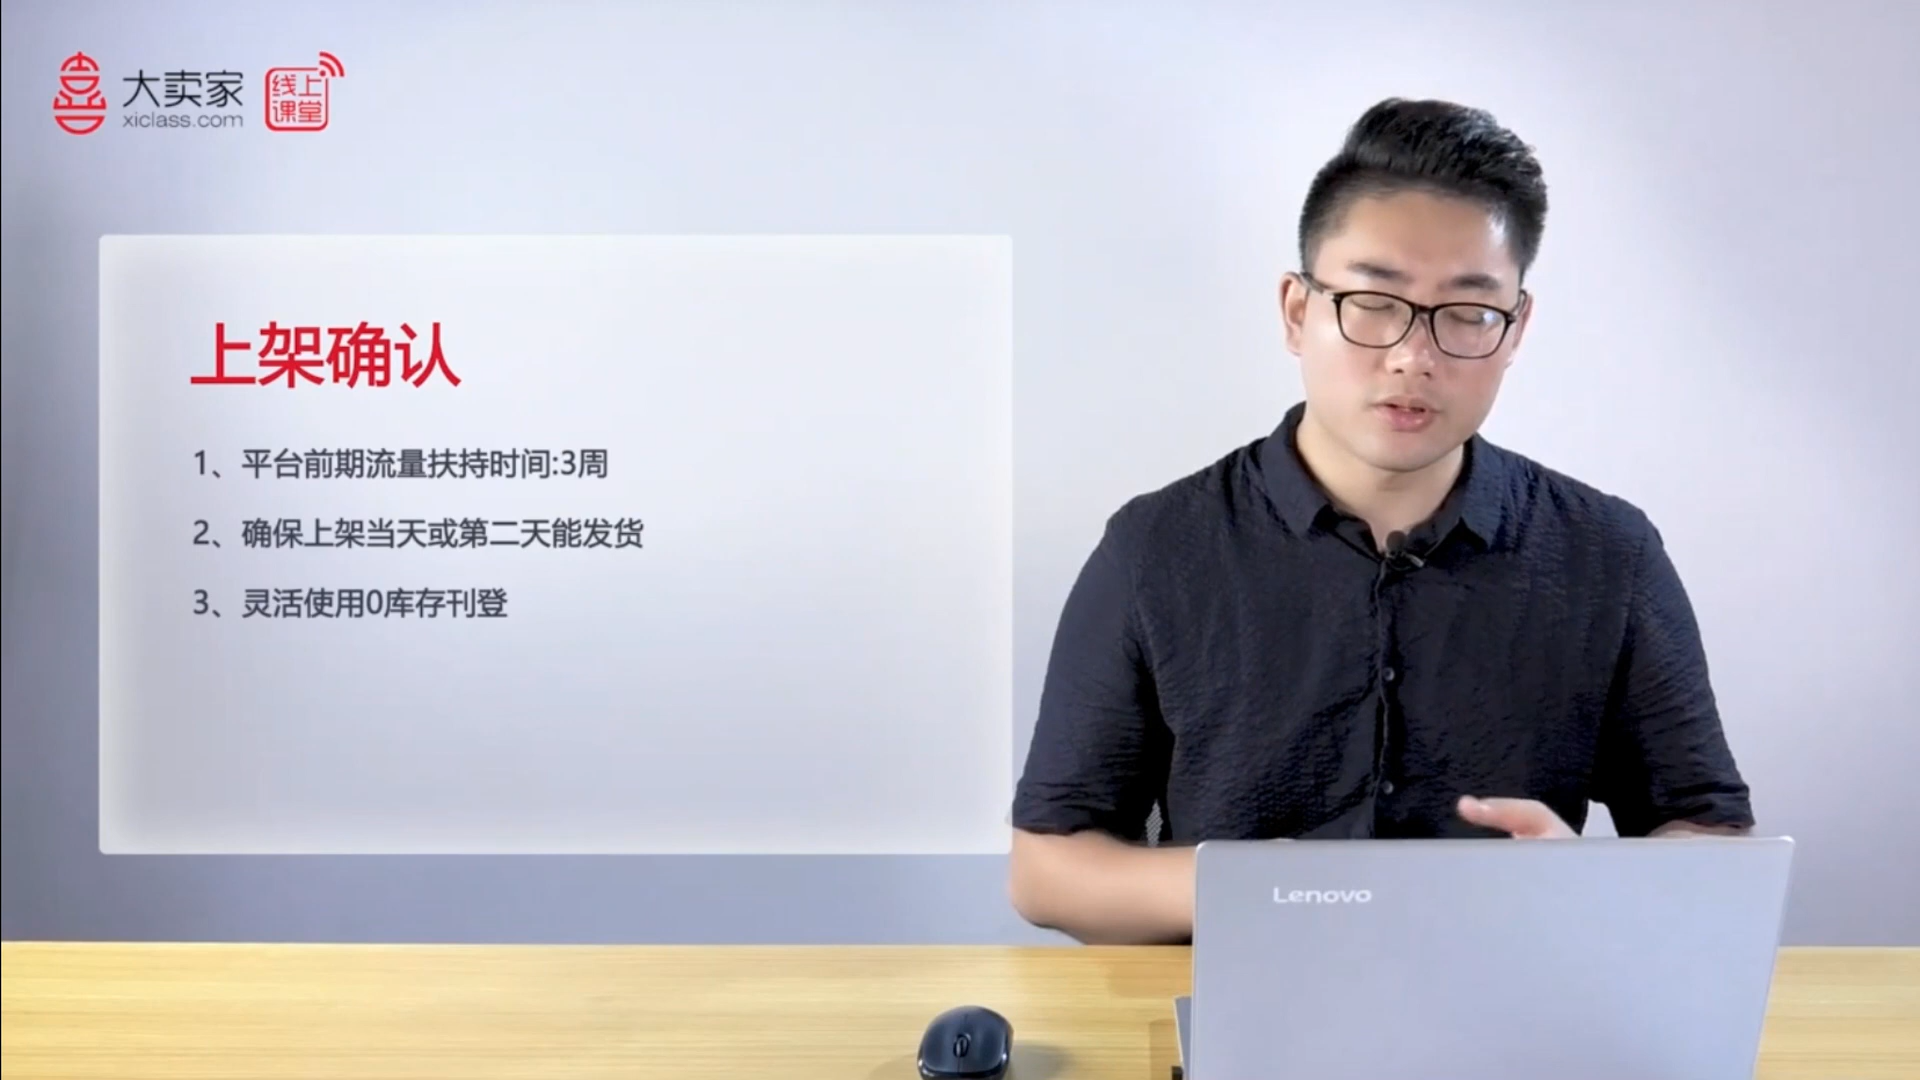 大卖家
xiclass.com
线上
课堂
上架确认
1、平台前期流量扶持时间:3周
2、确保上架当天或第二天能发货
3、灵活使用0库存刊登
Lenovo